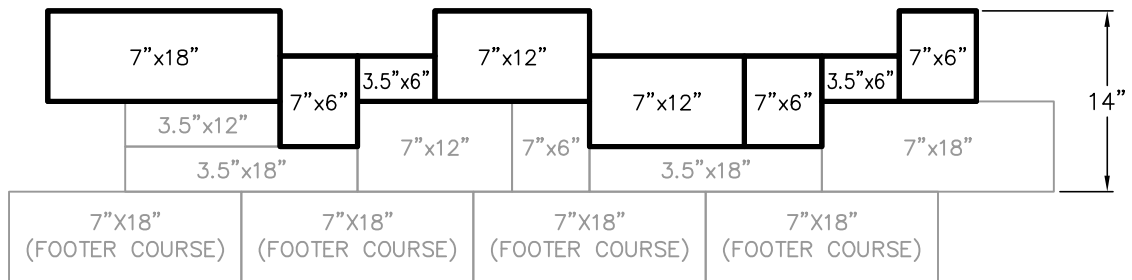 7”x18”
7”x6”
3.5”x6”
7”x12”
7”x12”
7”x6”
3.5”x6”
7”x6”
14”
3.5”x12”
3.5”x18”
7”x12”
7”x6”
3.5”x18”
7”x18”
7”X18”
(FOOTER COURSE)
7”X18”
(FOOTER COURSE)
7”X18”
(FOOTER COURSE)
7”X18”
(FOOTER COURSE)